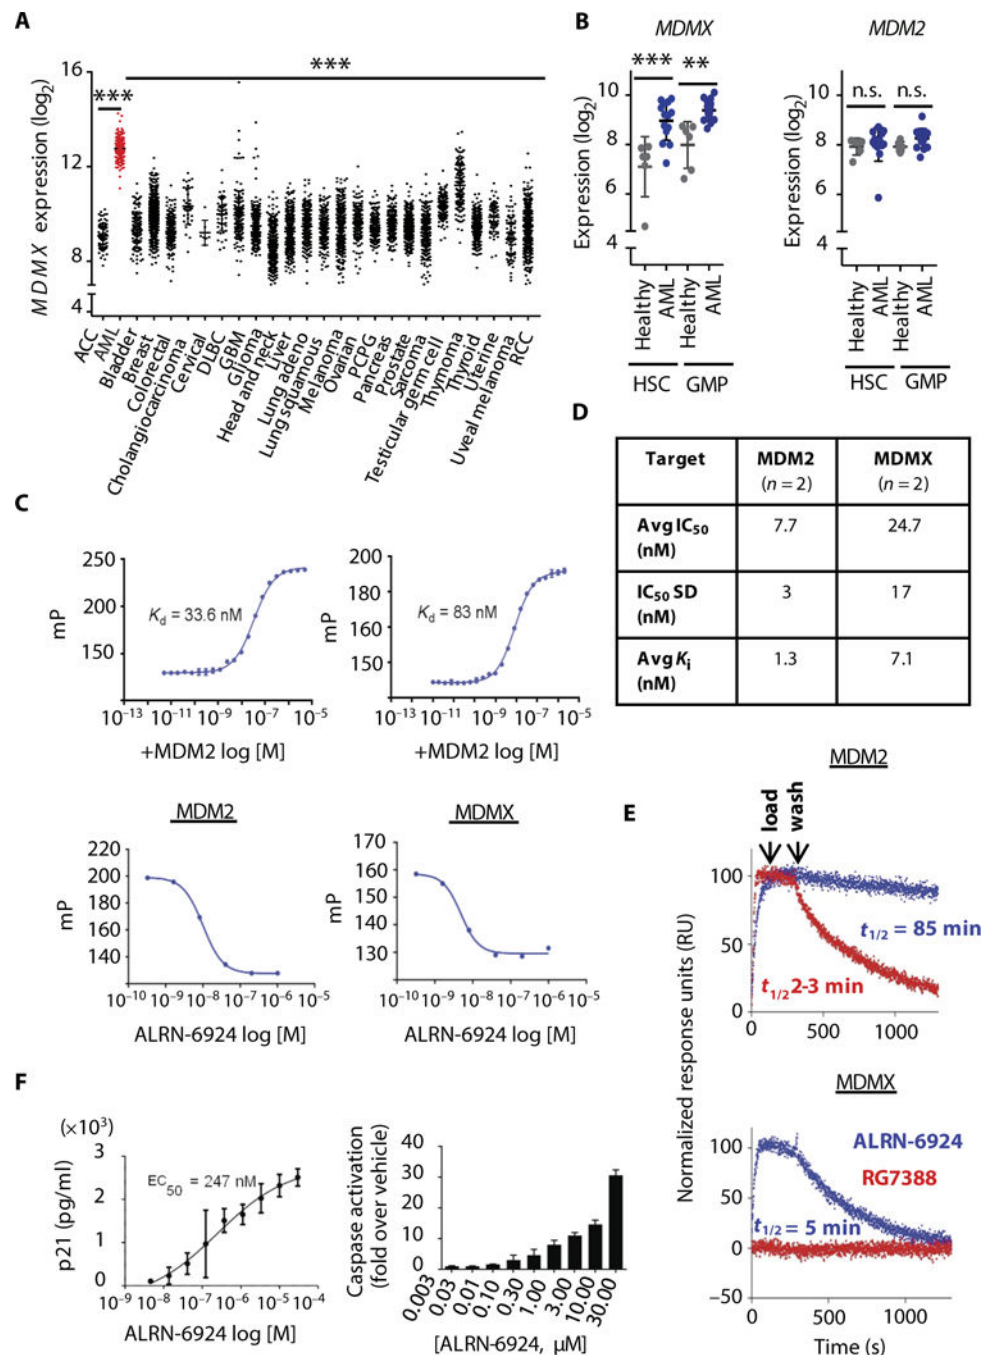 A
MDMX expression (log2)
16
12
8
4
***
***
ACC
AML
Bladder
Breast
Colorectal
Cholangiocarcinoma
Cervical
DLBC
GBM
Glioma
Head and neck
Liver
Lung adeno
Lung squamous
Melanoma
Ovarian
PCPG
Pancreas
Prostate
Sarcoma
Testicular germ cell
Thymoma
Thyroid
Uterine
Uveal melanoma
RCC
B
MDMX
*** **
Expression (log2)
10
8
6
4
Healthy
AML
Healthy
AML
HSC GMP
MDM2
n.s. n.s.
Expression (log2)
10
8
6
4
Healthy
AML
Healthy
AML
HSC GMP
C
mP
250
200
150
Kd = 33.6 nM
10–13 10–11 10–9 10–7 10–5
+MDM2 log [M]
mP
200
180
160
140
Kd = 83 nM
10–13 10–11 10–9 10–7 10–5
+MDM2 log [M]
MDM2
mP
220
200
180
160
140
120
10–10 10–9 10–8 10–7 10–6 10–5
ALRN-6924 log [M]
MDMX
mP
170
160
150
140
130
10–10 10–9 10–8 10–7 10–6 10–5
ALRN-6924 log [M]
D
Target MDM2 (n = 2) MDMX (n = 2)
Avg IC50 (nM) 7.7 24.7
IC50 SD (nM) 3 17
Avg Ki (nM) 1.3 7.1
E
MDM2
load
wash
Normalized response units (RU)
100
50
0
t1/2 = 85 min
t1/2 2-3 min
0 500 1000
MDMX
100
50
0
–50
ALRN-6924
RG7388
t1/2 = 5 min
0 500 1000
Time (s)
F
(×10³)
p21 (pg/ml)
3
2
1
0
EC50 = 247 nM
10–9 10–8 10–7 10–6 10–5 10–4
ALRN-6924 log [M]
Caspase activation
(fold over vehicle)
40
30
20
10
0
0.003
0.03
0.01
0.10
0.30
1.00
3.00
10.00
30.00
[ALRN-6924, μM]